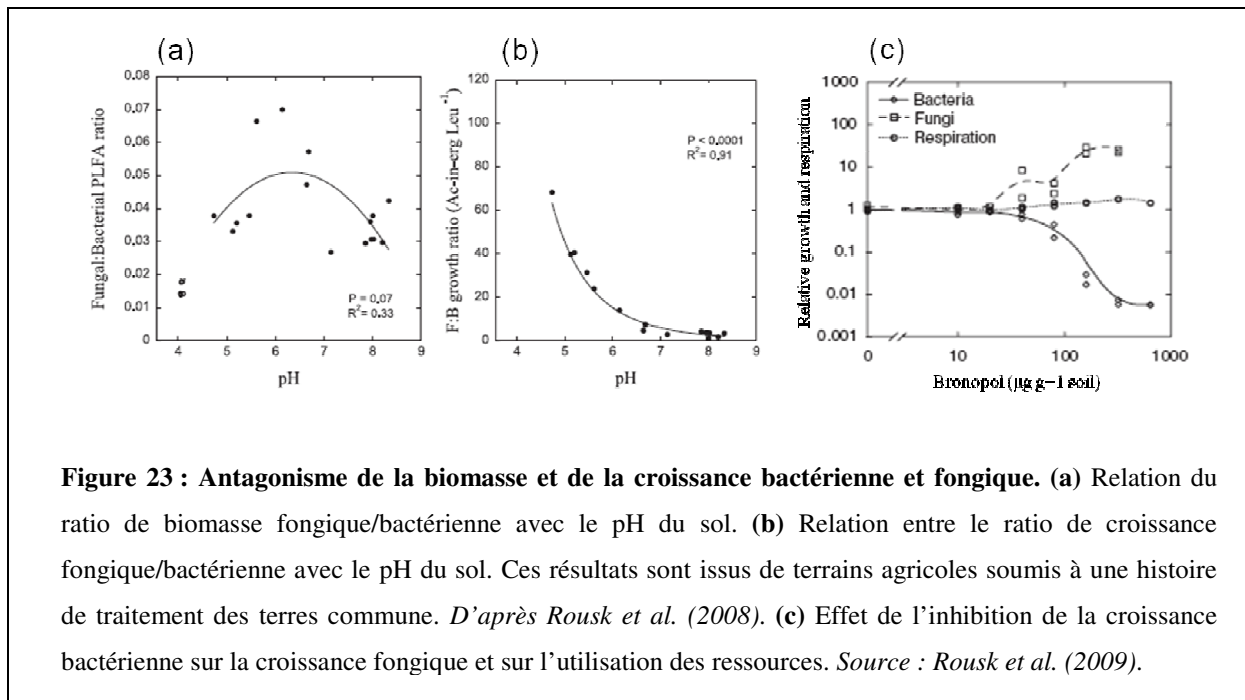 (a)
0.08
0.07
0.06
0.05
0.04
0.03
0.02
0.01
0
Fungal:Bacterial PLFA ratio
P = 0.07
R²= 0.33
4 5 6 7 8 9
pH
(b)
120
100
80
60
40
20
0
F:B growth ratio (Ac-in-erg Leu⁻¹)
P < 0.0001
R²= 0.91
4 5 6 7 8 9
pH
(c)
1000
100
10
1
0.1
0.01
0.001
Relative growth and respiration
Bacteria
Fungi
Respiration
0 10 100 1000
Bronopol (µg g−1 soil)
Figure 23 : Antagonisme de la biomasse et de la croissance bactérienne et fongique. (a) Relation du
ratio de biomasse fongique/bactérienne avec le pH du sol. (b) Relation entre le ratio de croissance
fongique/bactérienne avec le pH du sol. Ces résultats sont issus de terrains agricoles soumis à une histoire
de traitement des terres commune. D'après Rousk et al. (2008). (c) Effet de l’inhibition de la croissance
bactérienne sur la croissance fongique et sur l’utilisation des ressources. Source : Rousk et al. (2009).